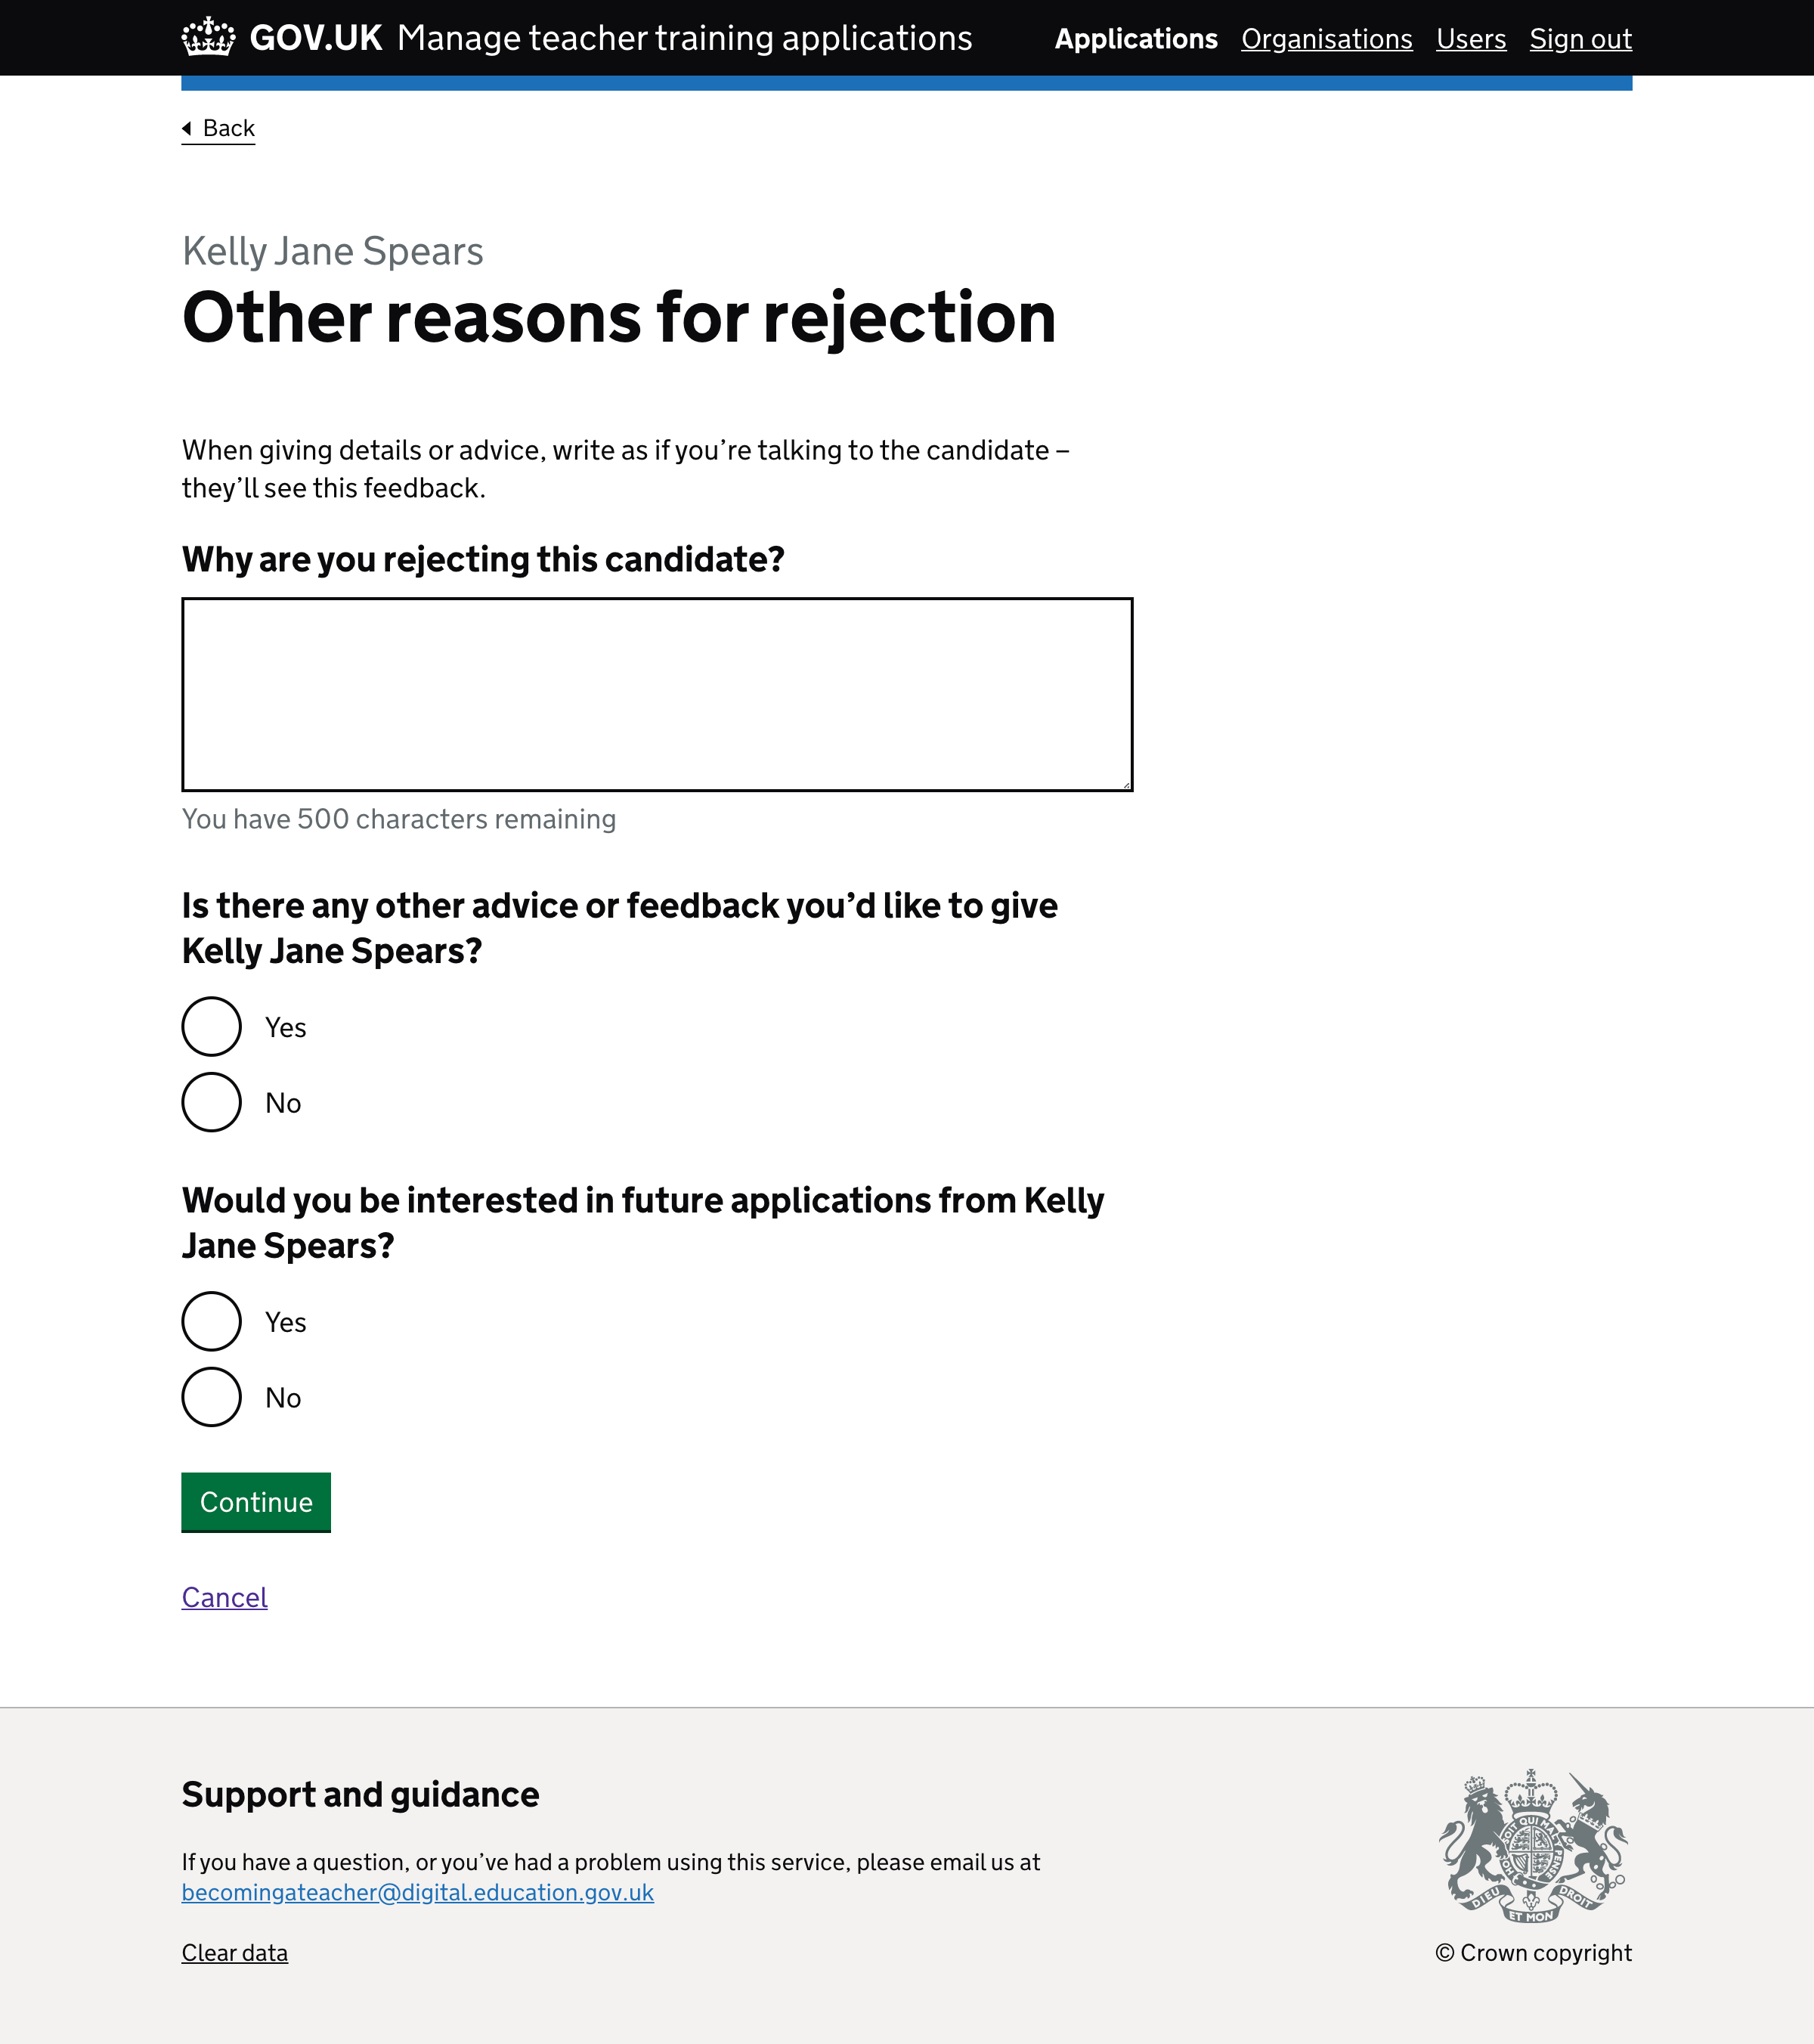 GOV.UK Manage teacher training applications Applications Organisations Users Sign out
Back
Kelly Jane Spears
Other reasons for rejection
When giving details or advice, write as if you’re talking to the candidate –
they’ll see this feedback.
Why are you rejecting this candidate?
You have 500 characters remaining
Is there any other advice or feedback you’d like to give
Kelly Jane Spears?
Yes
No
Would you be interested in future applications from Kelly
Jane Spears?
Yes
No
Continue
Cancel
Support and guidance
If you have a question, or you’ve had a problem using this service, please email us at
becomingateacher@digital.education.gov.uk
Clear data
DIEU ET MON DROIT
© Crown copyright